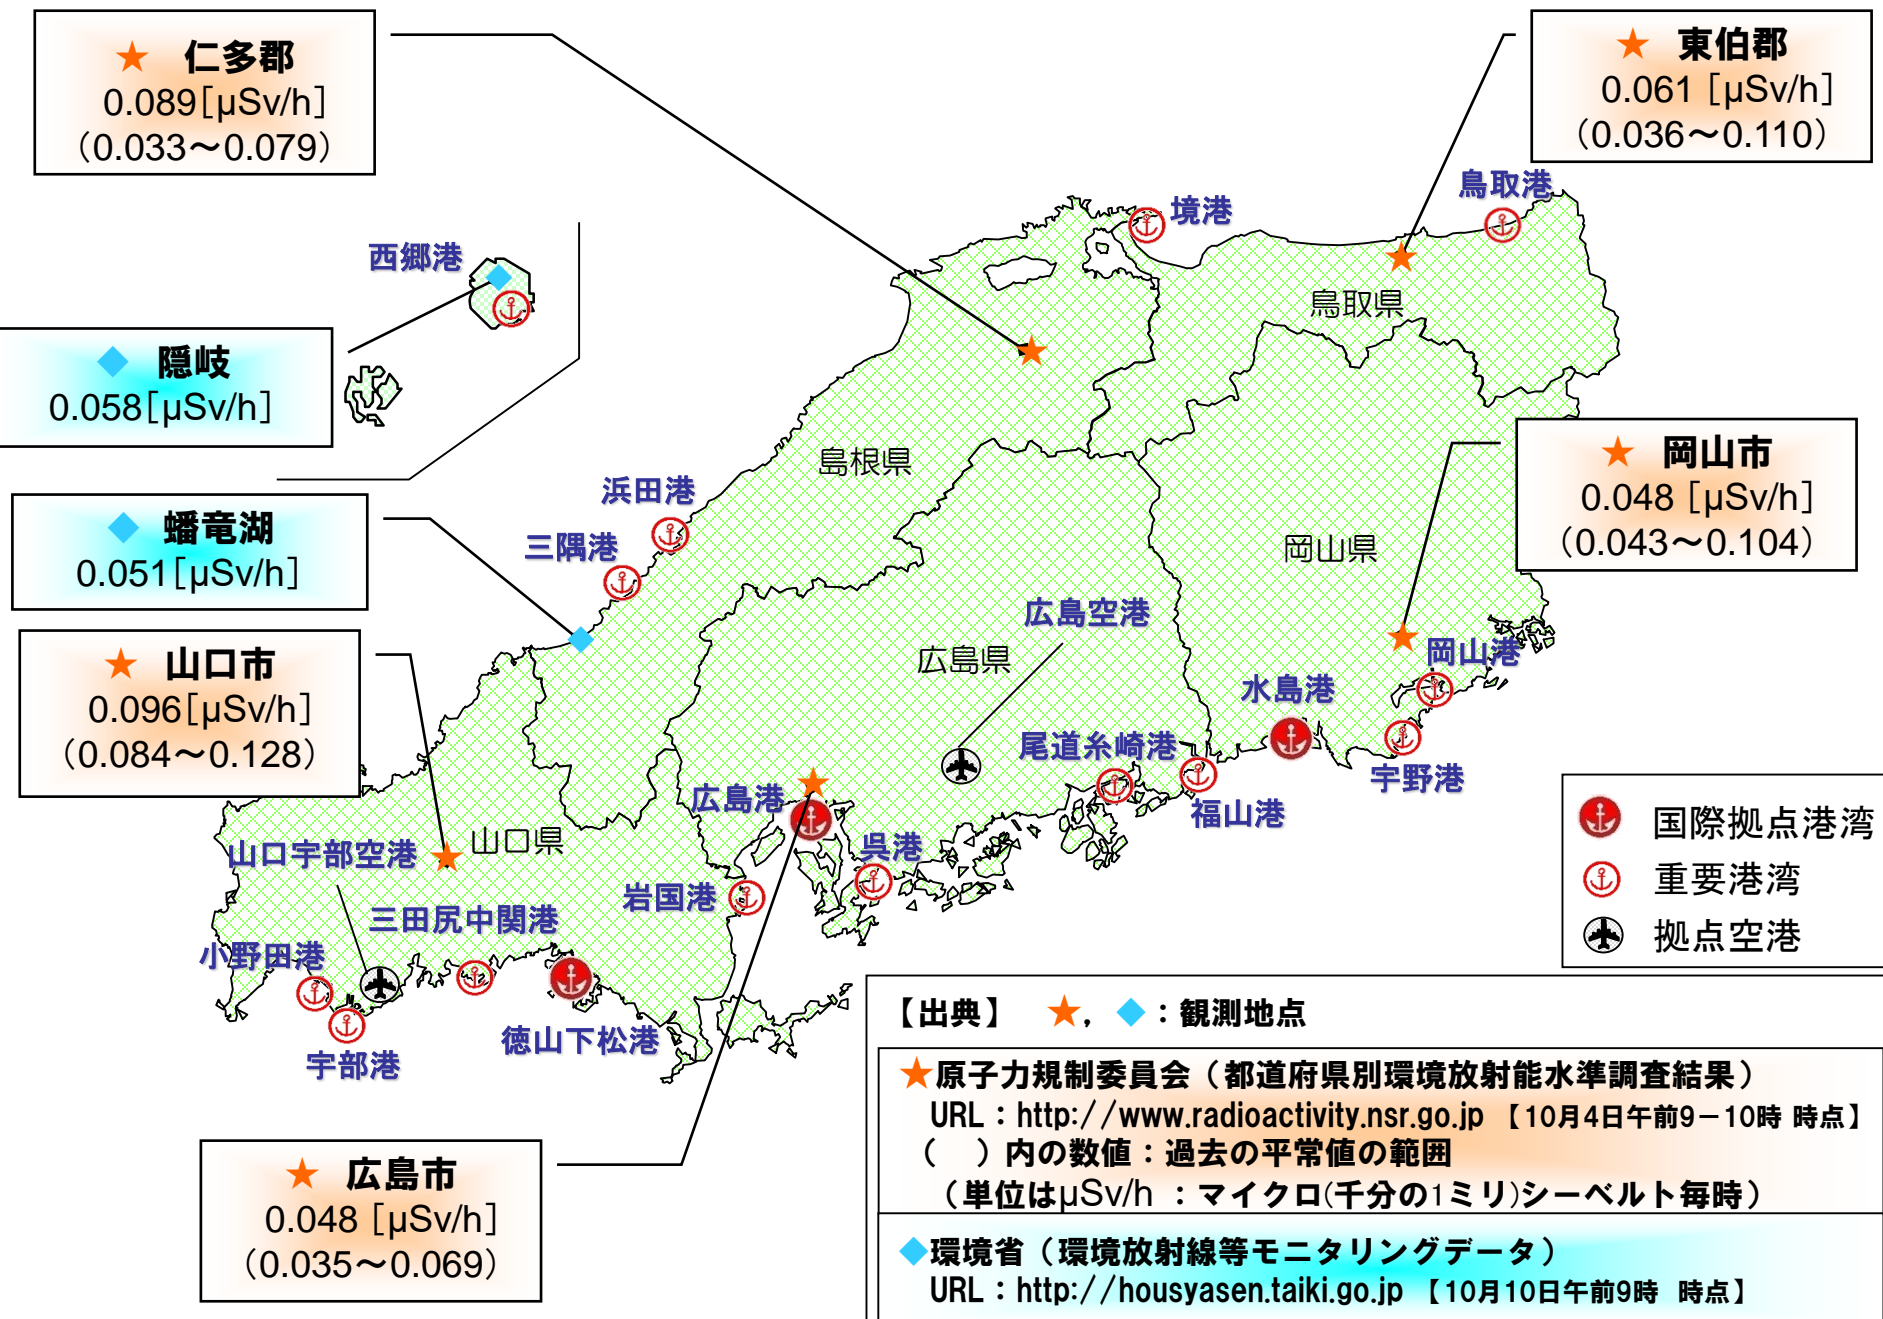 ★ 仁多郡
0.089[μSv/h]
（0.033～0.079）
★ 東伯郡
0.061 [μSv/h]
（0.036～0.110）
鳥取港
境港
西郷港
鳥取県
◆ 隠岐
0.058[μSv/h]
島根県
★ 岡山市
0.048 [μSv/h]
（0.043～0.104）
浜田港
◆ 蟠竜湖
0.051[μSv/h]
三隅港
岡山県
広島空港
★ 山口市
0.096[μSv/h]
（0.084～0.128）
広島県
岡山港
水島港
尾道糸崎港
宇野港
広島港
福山港
山口県
呉港
山口宇部空港
岩国港
三田尻中関港
小野田港
徳山下松港
宇部港
国際拠点港湾
重要港湾
拠点空港
★ 広島市
0.048 [μSv/h]
（0.035～0.069）
【出典】 ★，◆：観測地点
★原子力規制委員会（都道府県別環境放射能水準調査結果）
URL：http://www.radioactivity.nsr.go.jp 【10月4日午前9－10時 時点】
（ ）内の数値：過去の平常値の範囲
（単位はμSv/h ：マイクロ(千分の1ミリ)シーベルト毎時）
◆環境省（環境放射線等モニタリングデータ）
URL：http://housyasen.taiki.go.jp 【10月10日午前9時 時点】